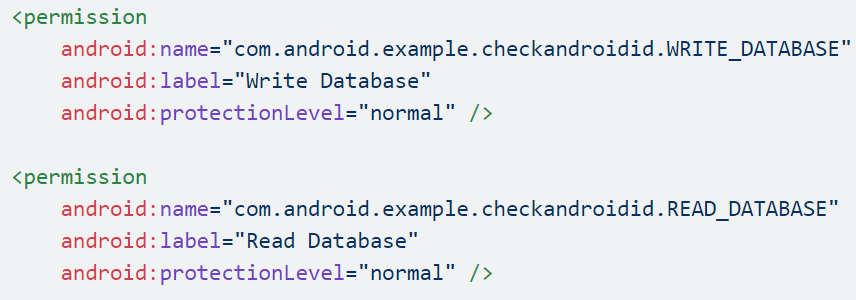 <permission
    android:name="com.android.example.checkandroidid.WRITE_DATABASE"
    android:label="Write Database"
    android:protectionLevel="normal" />
<permission
    android:name="com.android.example.checkandroidid.READ_DATABASE"
    android:label="Read Database"
    android:protectionLevel="normal" />